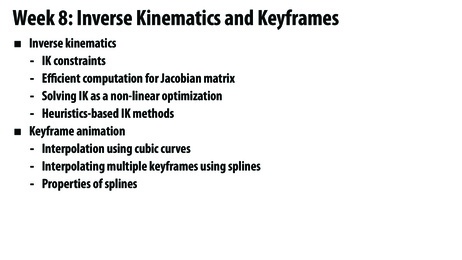 Week 8: Inverse Kinematics and Keyframes
▪ Inverse kinematics
- IK constraints
- Efficient computation for Jacobian matrix
- Solving IK as a non-linear optimization
- Heuristics-based IK methods
▪ Keyframe animation
- Interpolation using cubic curves
- Interpolating multiple keyframes using splines
- Properties of splines